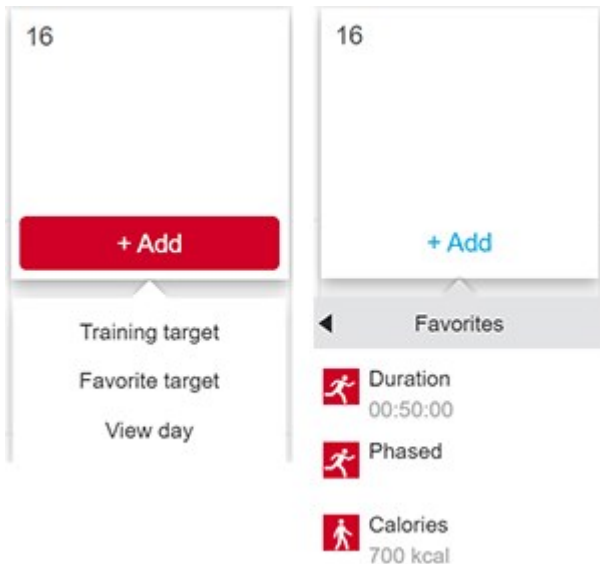 16
+ Add
Training target
Favorite target
View day
16
+ Add
Favorites
Duration
00:50:00
Phased
Calories
700 kcal